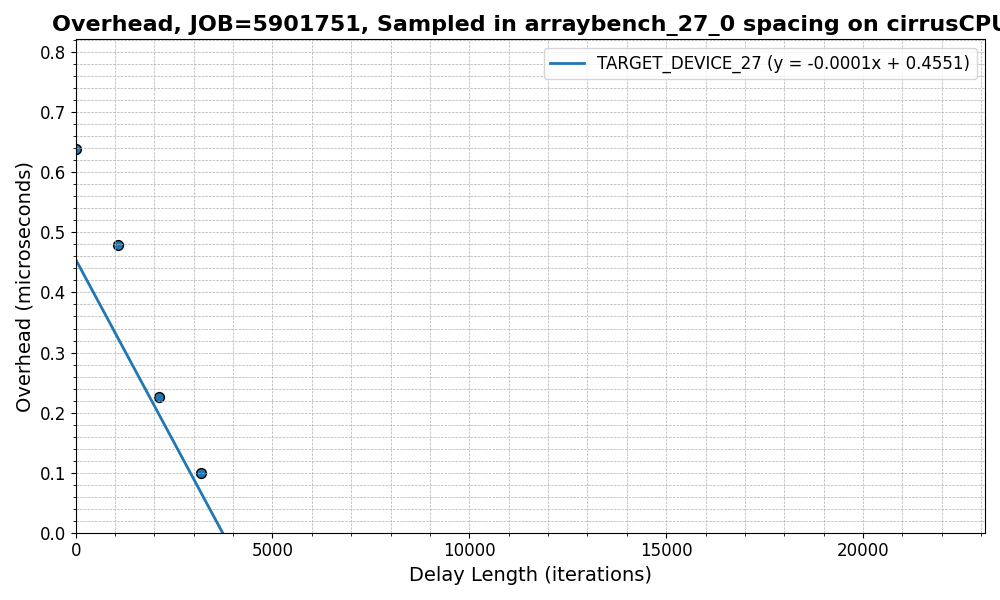 Overhead, JOB=5901751, Sampled in arraybench_27_0 spacing on cirrusCPU
TARGET_DEVICE_27 (y = -0.0001x + 0.4551)
Overhead (microseconds)
0.8
0.7
0.6
0.5
0.4
0.3
0.2
0.1
0.0
0 5000 10000 15000 20000
Delay Length (iterations)